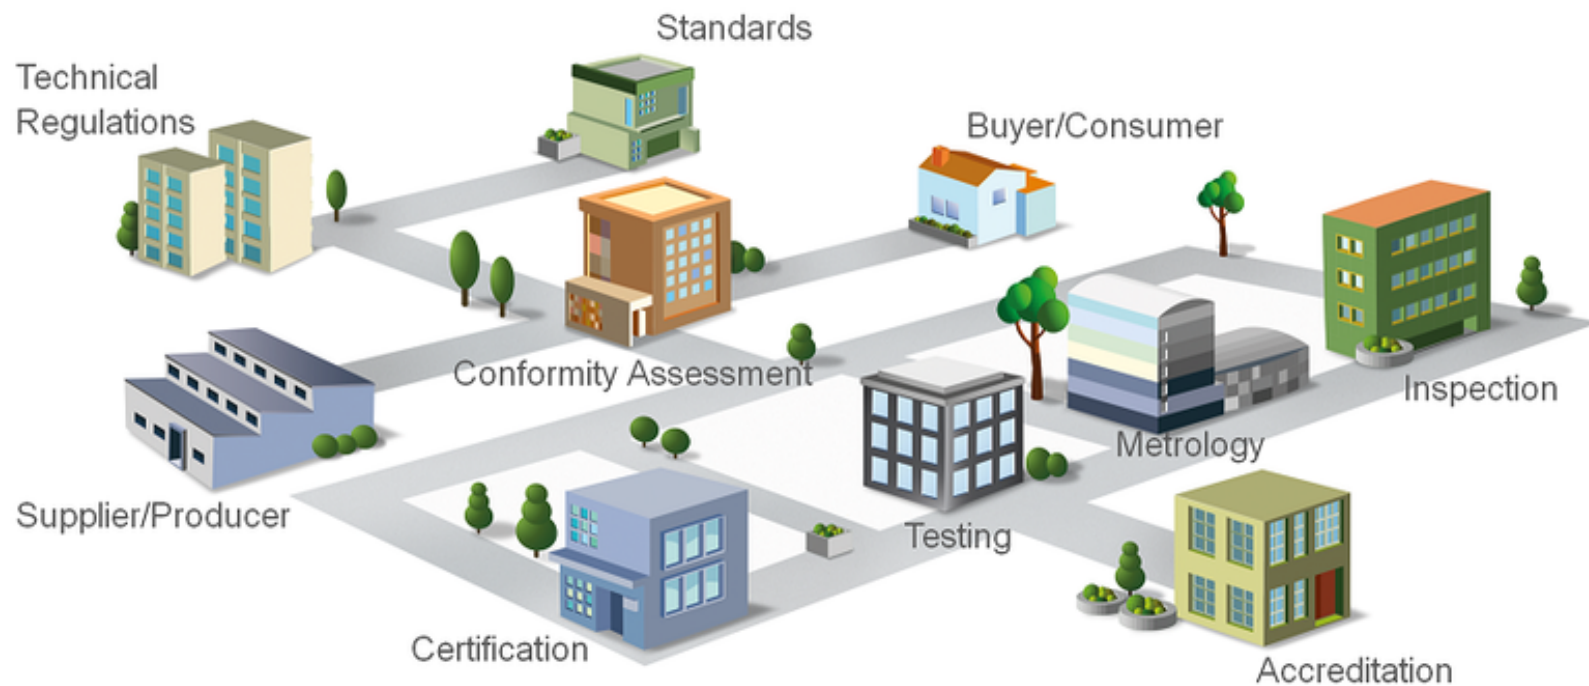 Standards
Technical
Regulations
Buyer/Consumer
Conformity Assessment
Inspection
Metrology
Supplier/Producer
Testing
Certification
Accreditation